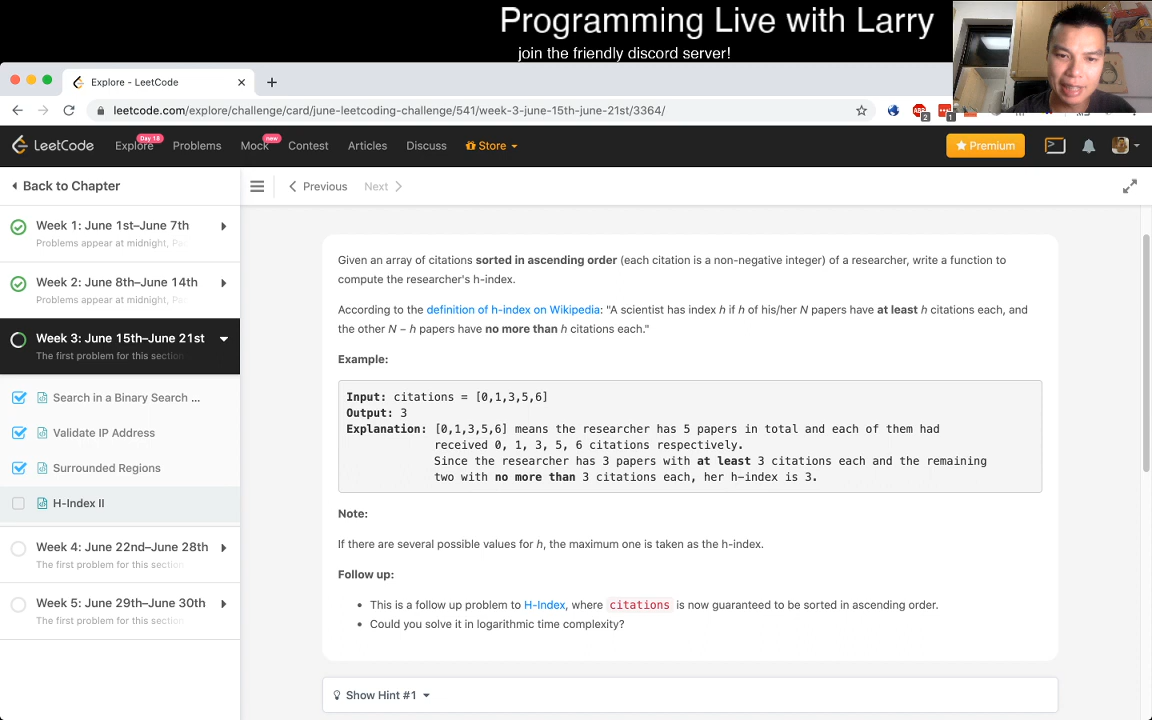 Programming Live with Larry
join the friendly discord server!
Explore - LeetCode
leetcode.com/explore/challenge/card/june-leetcoding-challenge/541/week-3-june-15th-june-21st/3364/
2
1
LeetCode
Explore
Day 18
Problems
Mock
new
Contest
Articles
Discuss
Store
Premium
Back to Chapter
Previous
Next
Week 1: June 1st–June 7th
Problems appear at midnight,
Week 2: June 8th–June 14th
Problems appear at midnight,
Week 3: June 15th–June 21st
The first problem for this section
Search in a Binary Search ...
Validate IP Address
Surrounded Regions
H-Index II
Week 4: June 22nd–June 28th
The first problem for this section
Week 5: June 29th–June 30th
The first problem for this section
Given an array of citations sorted in ascending order (each citation is a non-negative integer) of a researcher, write a function to
compute the researcher's h-index.
According to the definition of h-index on Wikipedia: "A scientist has index h if h of his/her N papers have at least h citations each, and
the other N − h papers have no more than h citations each."
Example:
Input: citations = [0,1,3,5,6]
Output: 3
Explanation: [0,1,3,5,6] means the researcher has 5 papers in total and each of them had
received 0, 1, 3, 5, 6 citations respectively.
Since the researcher has 3 papers with at least 3 citations each and the remaining
two with no more than 3 citations each, her h-index is 3.
Note:
If there are several possible values for h, the maximum one is taken as the h-index.
Follow up:
• This is a follow up problem to H-Index, where citations is now guaranteed to be sorted in ascending order.
• Could you solve it in logarithmic time complexity?
Show Hint #1